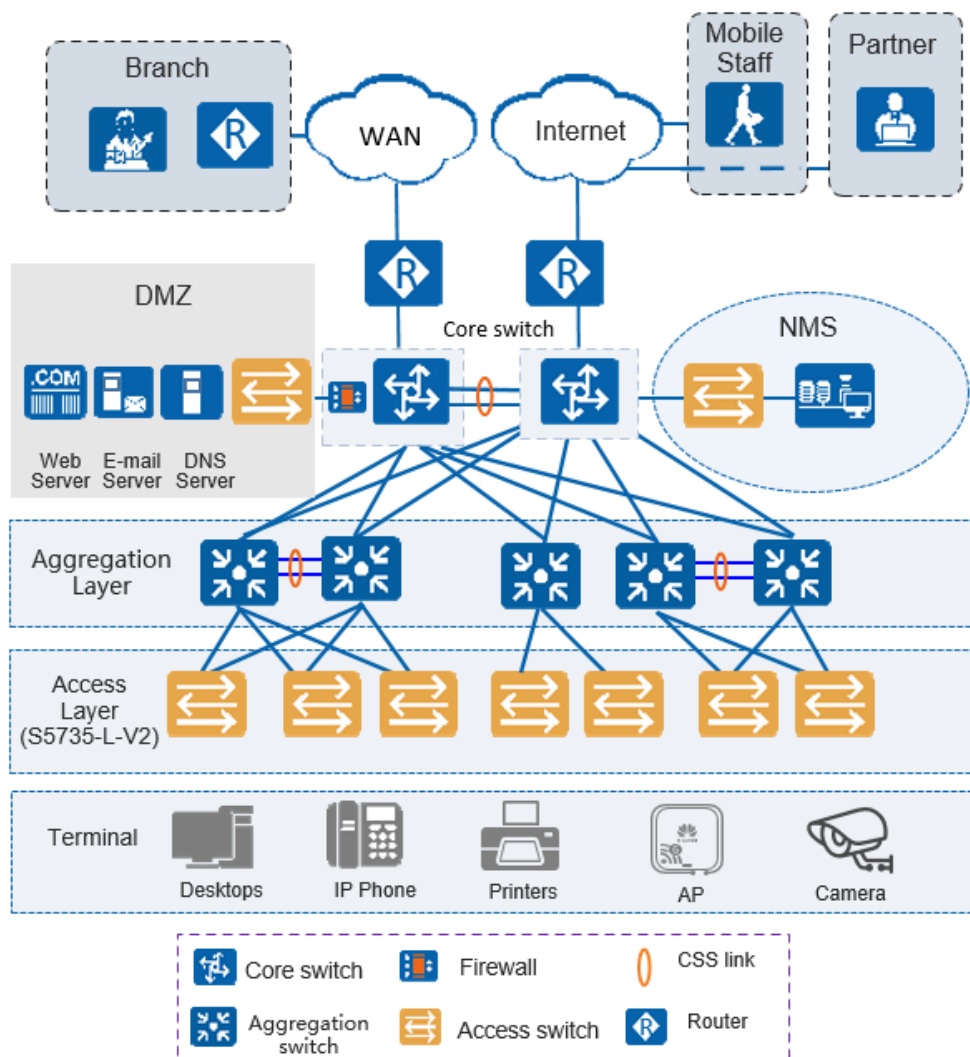 Branch
WAN
Internet
Mobile
Staff
Partner
R
R
R
DMZ
Core switch
NMS
.COM
Web
Server
E-mail
Server
DNS
Server
Aggregation
Layer
Access
Layer
(S5735-L-V2)
Terminal
Desktops
IP Phone
Printers
AP
Camera
Core switch
Firewall
CSS link
Aggregation
switch
Access switch
R
Router